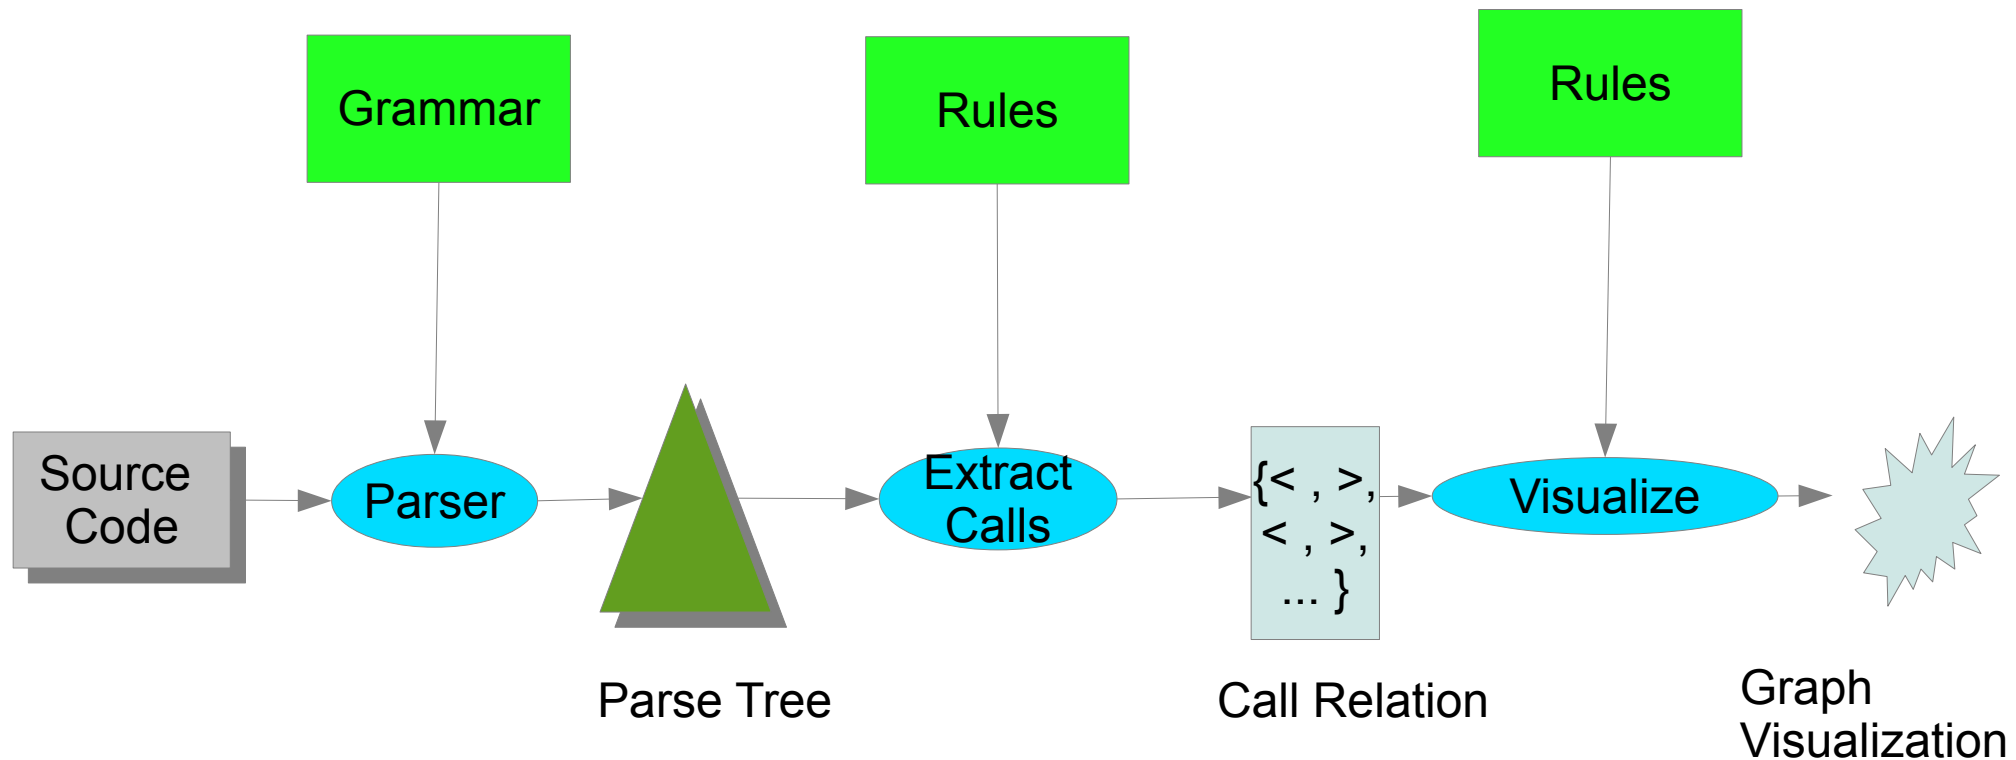 Grammar
Rules
Rules
Source
Code
Parser
Extract
Calls
{< , >,
< , >,
... }
Visualize
Parse Tree
Call Relation
Graph
Visualization